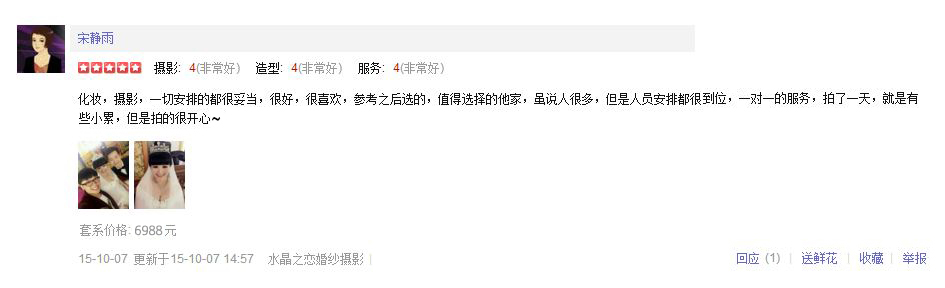 宋静雨
摄影: 4(非常好) 造型: 4(非常好) 服务: 4(非常好)
化妆，摄影，一切安排的都很妥当，很好，很喜欢，参考之后选的，值得选择的他家，虽说人很多，但是人员安排都很到位，一对一的服务，拍了一天，就是有
些小累，但是拍的很开心~
套系价格: 6988元
15-10-07 更新于15-10-07 14:57 水晶之恋婚纱摄影 | 回应 (1) | 送鲜花 | 收藏 | 举报